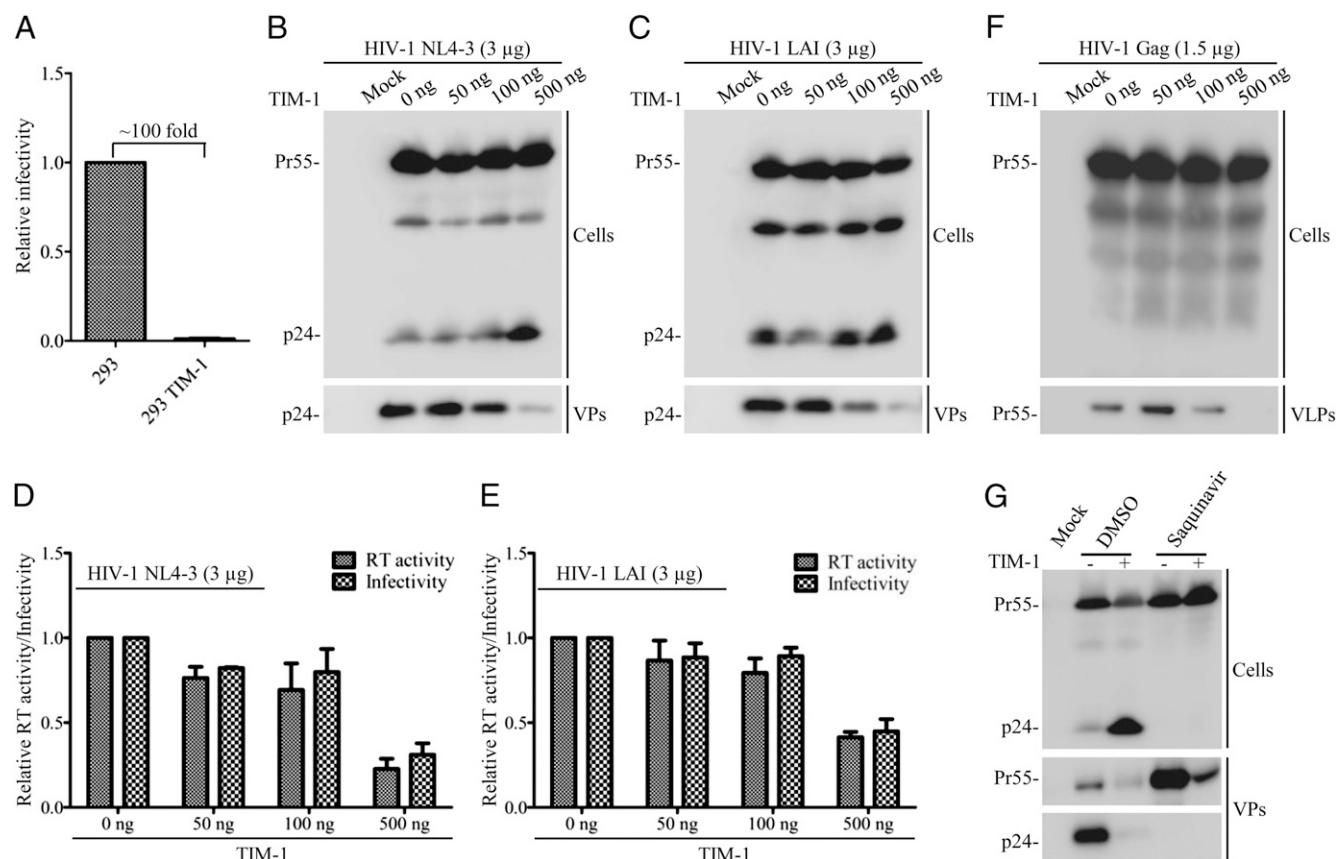 A
1.5
~100 fold
1.0
0.5
0.0
Relative infectivity
293
293 TIM-1
B
HIV-1 NL4-3 (3 µg)
TIM-1
Mock
0 ng
50 ng
100 ng
500 ng
Pr55-
p24-
Cells
p24-
VPs
C
HIV-1 LAI (3 µg)
TIM-1
Mock
0 ng
50 ng
100 ng
500 ng
Pr55-
p24-
Cells
p24-
VPs
F
HIV-1 Gag (1.5 µg)
TIM-1
Mock
0 ng
50 ng
100 ng
500 ng
Pr55-
Cells
Pr55-
VLPs
D
Relative RT activity/Infectivity
1.5
1.0
0.5
0.0
HIV-1 NL4-3 (3 µg)
RT activity
Infectivity
0 ng
50 ng
100 ng
500 ng
TIM-1
E
Relative RT activity/Infectivity
1.5
1.0
0.5
0.0
HIV-1 LAI (3 µg)
RT activity
Infectivity
0 ng
50 ng
100 ng
500 ng
TIM-1
G
Mock
DMSO
Saquinavir
TIM-1 - + - +
Pr55-
p24-
Cells
Pr55-
p24-
VPs